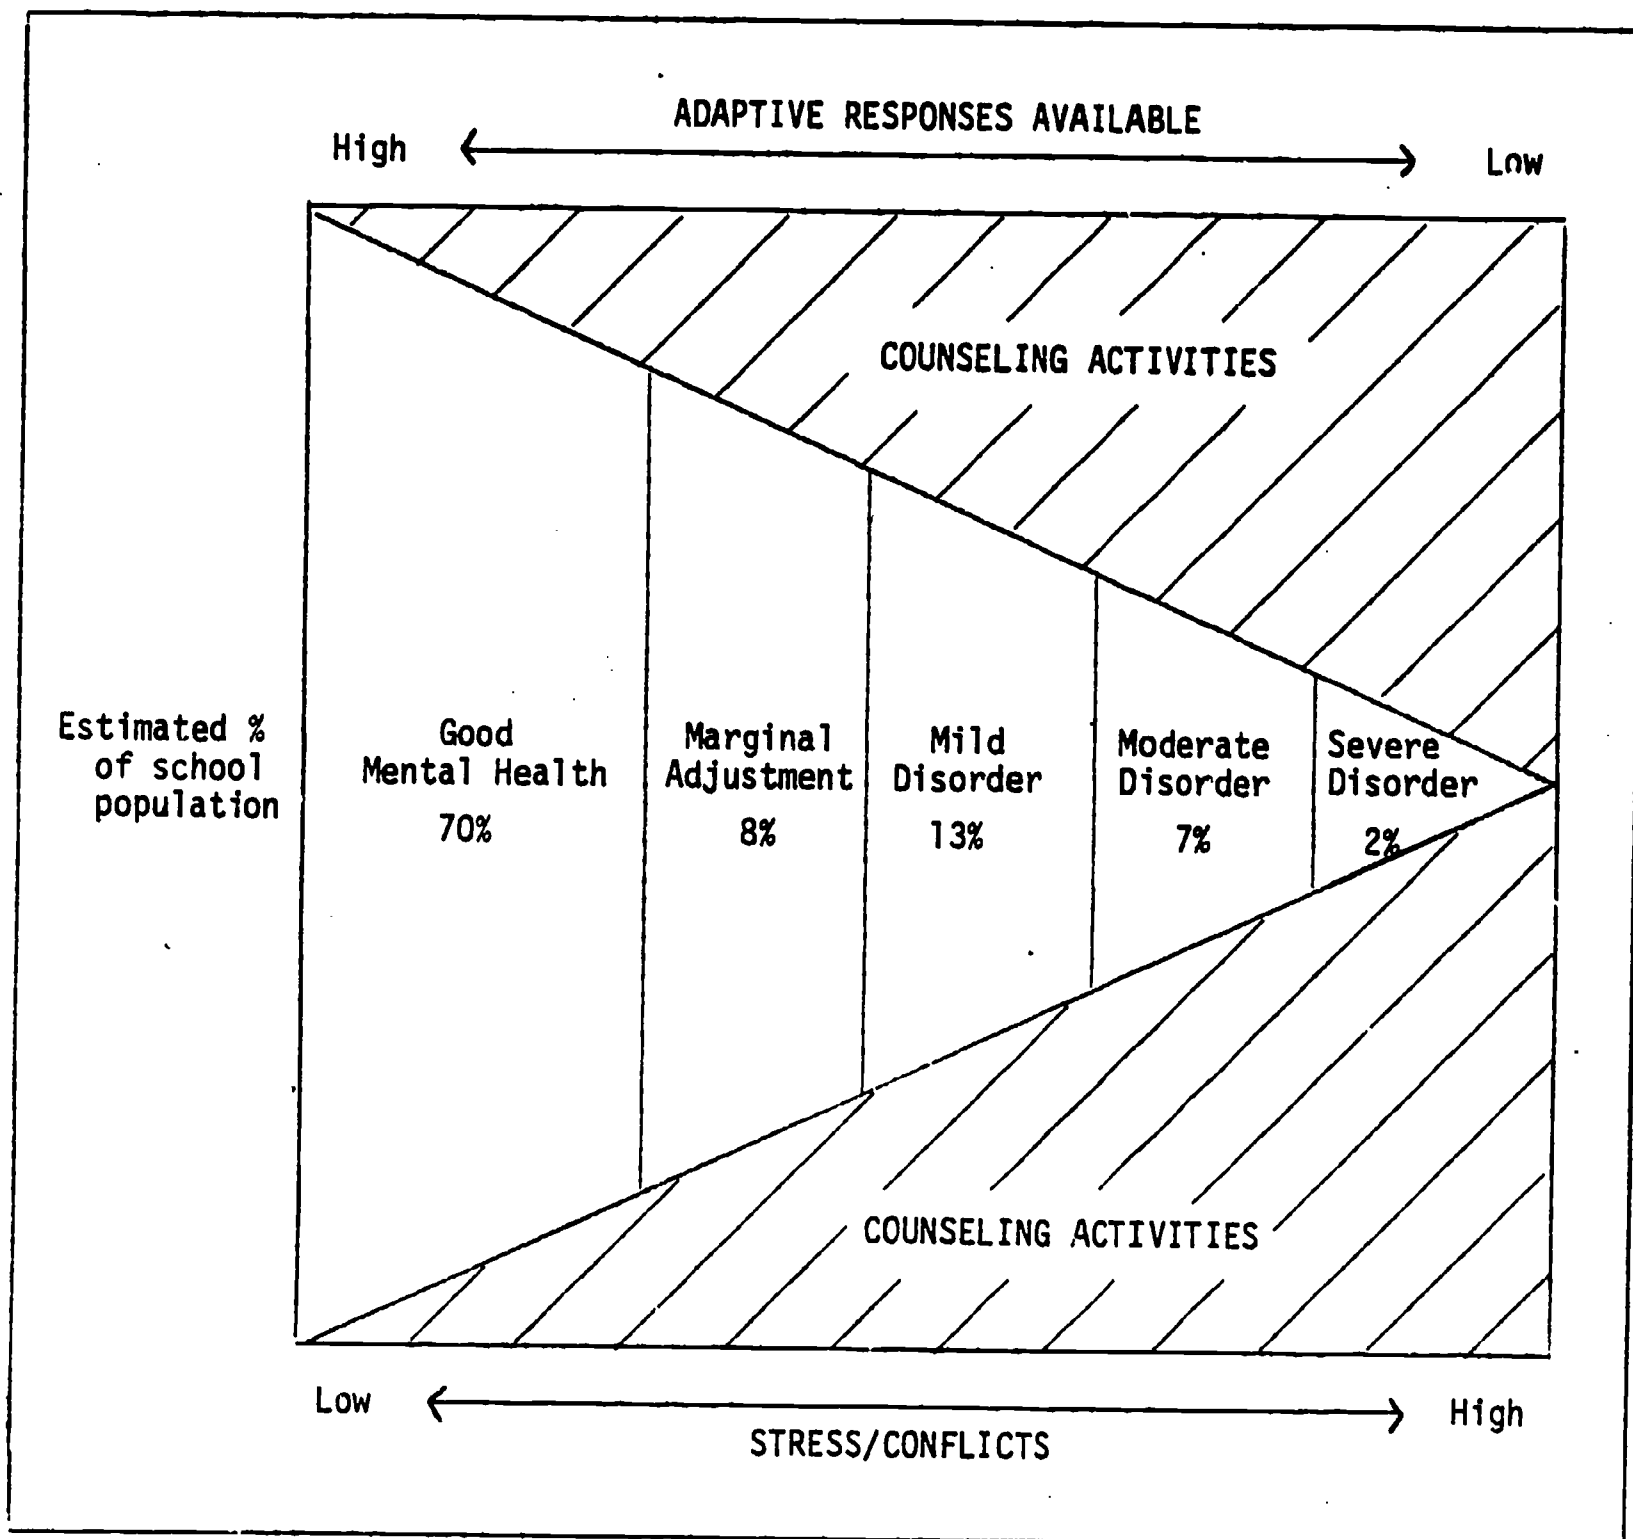 ADAPTIVE RESPONSES AVAILABLE
High
Low
COUNSELING ACTIVITIES
Estimated %
of school
population
Good
Mental Health
70%
Marginal
Adjustment
8%
Mild
Disorder
13%
Moderate
Disorder
7%
Severe
Disorder
2%
COUNSELING ACTIVITIES
Low
High
STRESS/CONFLICTS